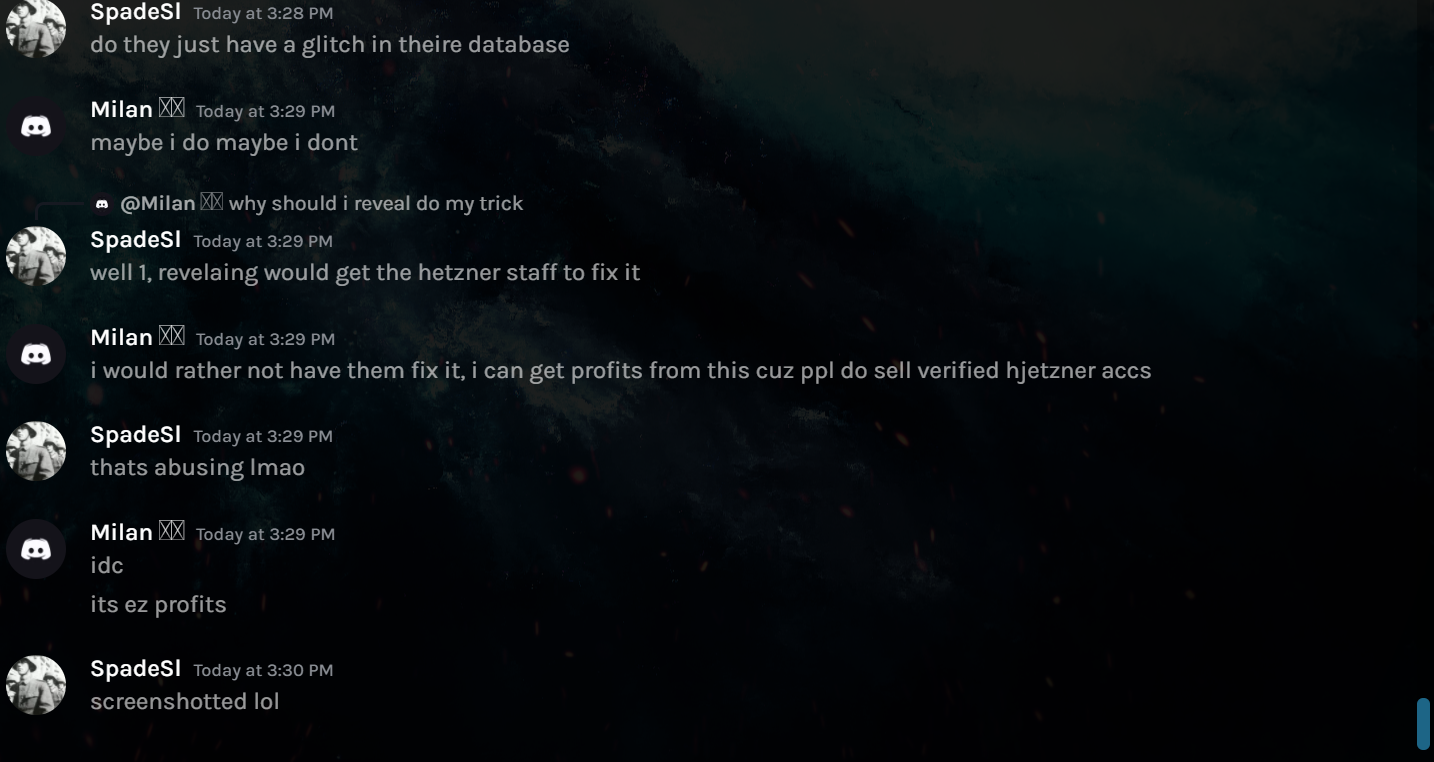 SpadeSl Today at 3:28 PM
do they just have a glitch in theire database
Milan Today at 3:29 PM
maybe i do maybe i dont
@Milan why should i reveal do my trick
SpadeSl Today at 3:29 PM
well 1, revelaing would get the hetzner staff to fix it
Milan Today at 3:29 PM
i would rather not have them fix it, i can get profits from this cuz ppl do sell verified hjetzner accs
SpadeSl Today at 3:29 PM
thats abusing lmao
Milan Today at 3:29 PM
idc
its ez profits
SpadeSl Today at 3:30 PM
screenshotted lol